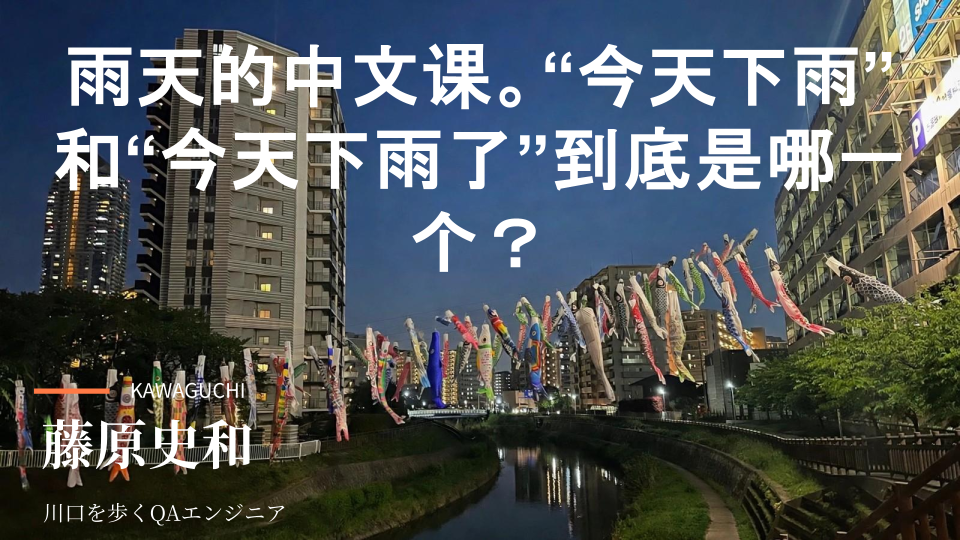 雨天的中文课。“今天下雨”
和“今天下雨了”到底是哪一
个？
KAWAGUCHI
藤原史和
川口を歩くQAエンジニア
P